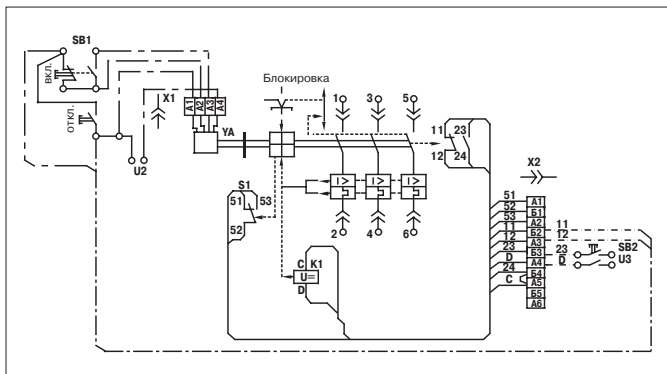 SB1
ВКЛ.
ОТКЛ.
X1
A1
A2
A3
A4
YA
U2
Блокировка
1
3
5
I>
I>
I>
2
4
6
11
23
12
24
S1
51
53
52
C
K1
U=
D
X2
51
A1
52
Б1
53
A2
11
Б2
12
A3
23
Б3
D
A4
24
Б4
C
A5
Б5
A6
11
12
23
D
SB2
U3